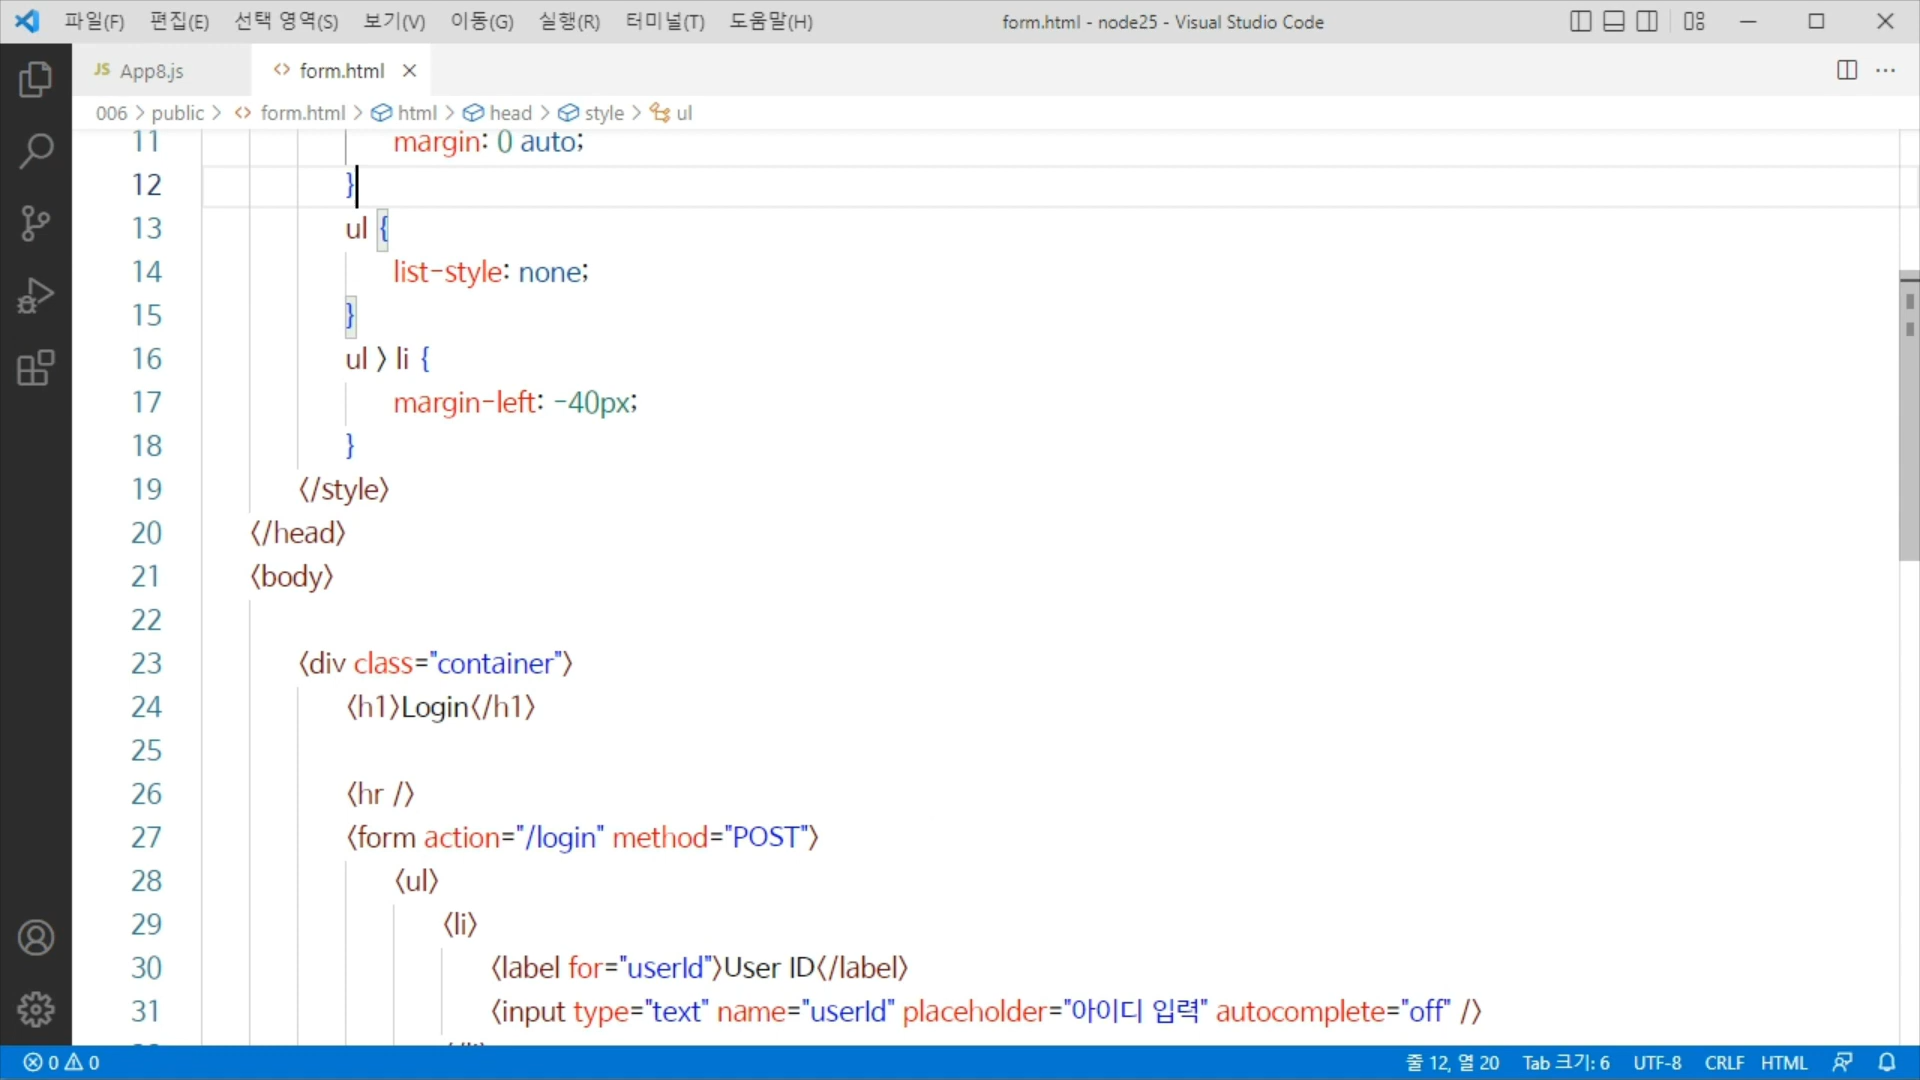 파일(F) 편집(E) 선택 영역(S) 보기(V) 이동(G) 실행(R) 터미널(T) 도움말(H) form.html - node25 - Visual Studio Code
JS App8.js <> form.html
006 > public > <> form.html > html > head > style > ul
11 margin: 0 auto;
12 }
13 ul {
14 list-style: none;
15 }
16 ul > li {
17 margin-left: -40px;
18 }
19 </style>
20 </head>
21 <body>
22
23 <div class="container">
24 <h1>Login</h1>
25
26 <hr />
27 <form action="/login" method="POST">
28 <ul>
29 <li>
30 <label for="userId">User ID</label>
31 <input type="text" name="userId" placeholder="아이디 입력" autocomplete="off" />
0 0 줄 12, 열 20 Tab 크기: 6 UTF-8 CRLF HTML